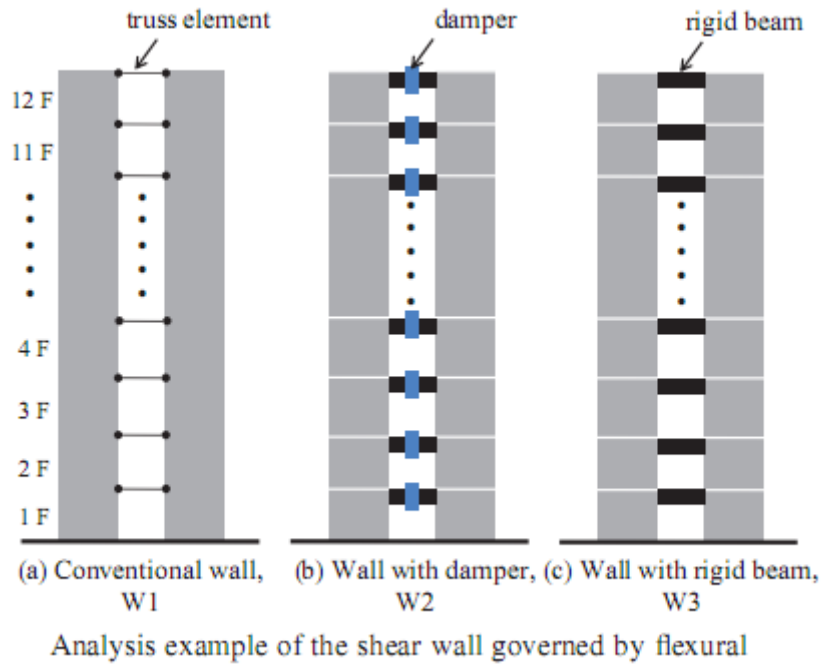 truss element
damper
rigid beam
12 F
11 F
4 F
3 F
2 F
1 F
(a) Conventional wall,
W1
(b) Wall with damper,
W2
(c) Wall with rigid beam,
W3
Analysis example of the shear wall governed by flexural